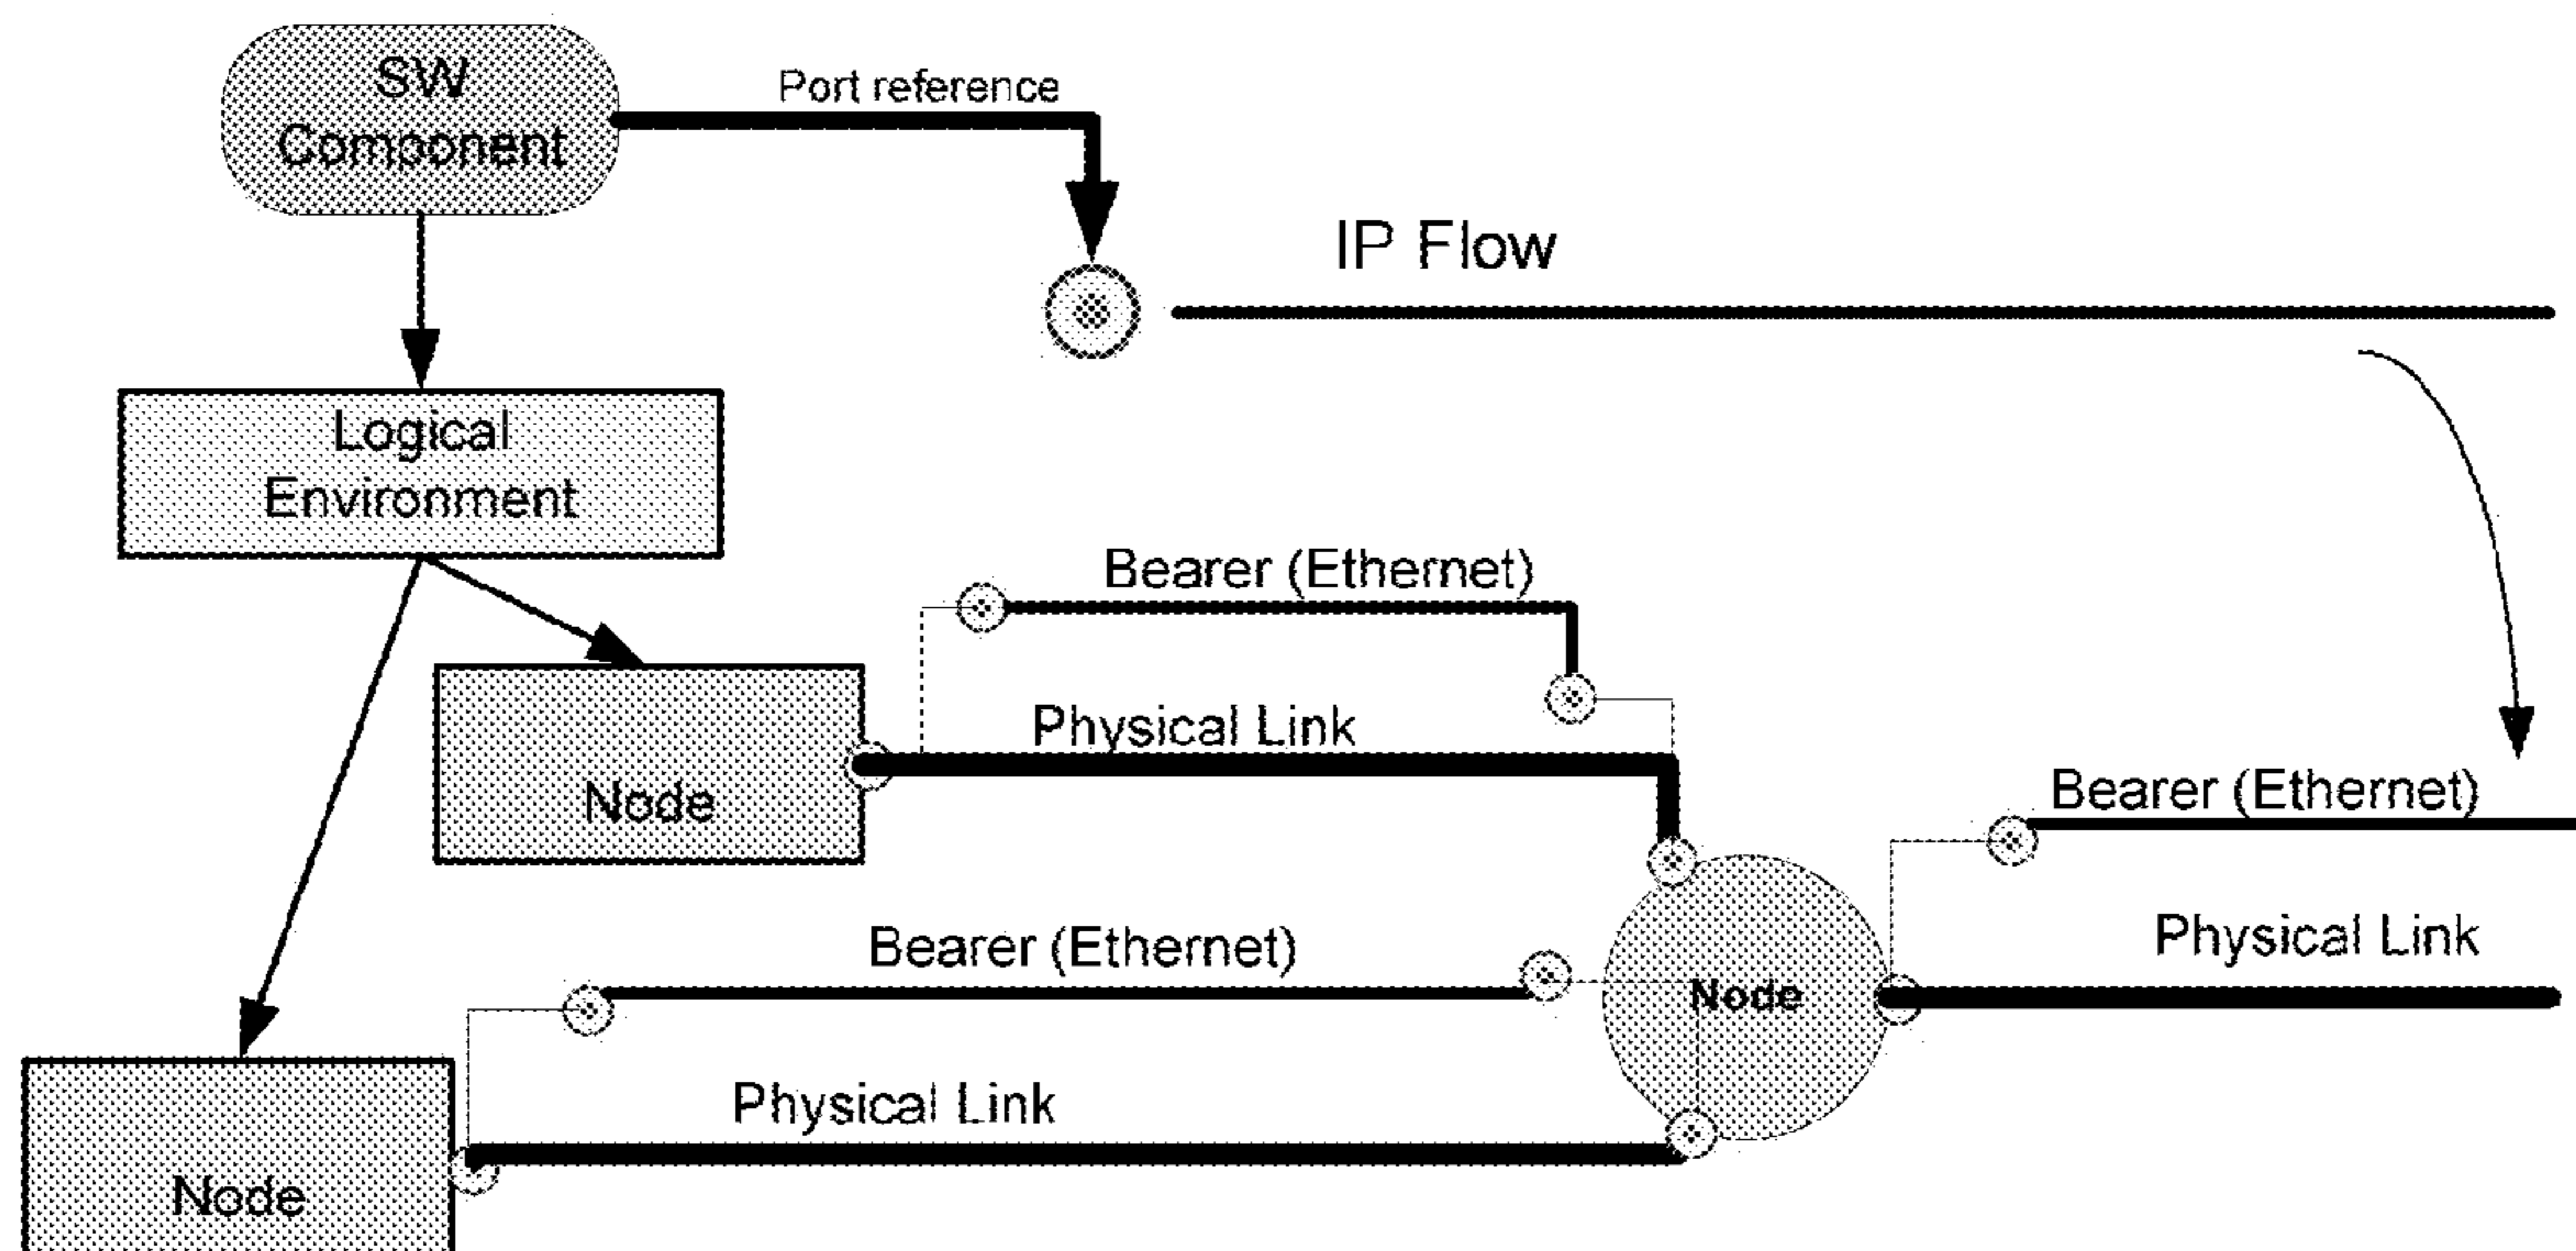 SW
Component
Port reference
IP Flow
Logical
Environment
Bearer (Ethernet)
Physical Link
Node
Bearer (Ethernet)
Physical Link
Bearer (Ethernet)
Node
Physical Link
Node